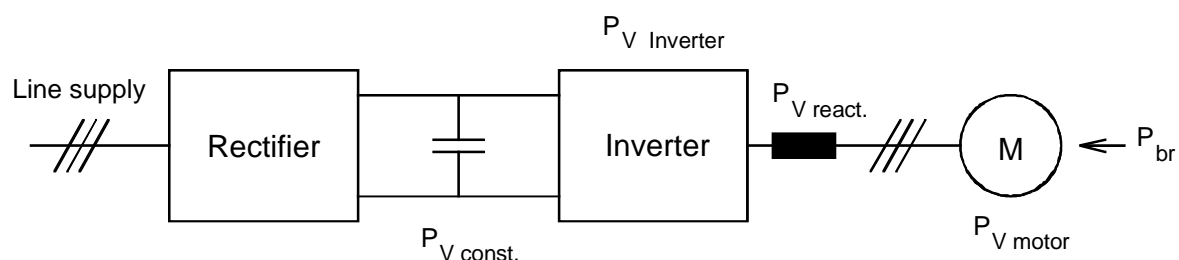 P V Inverter
Line supply
Rectifier
Inverter
P V react.
M
P br
P V const.
P V motor